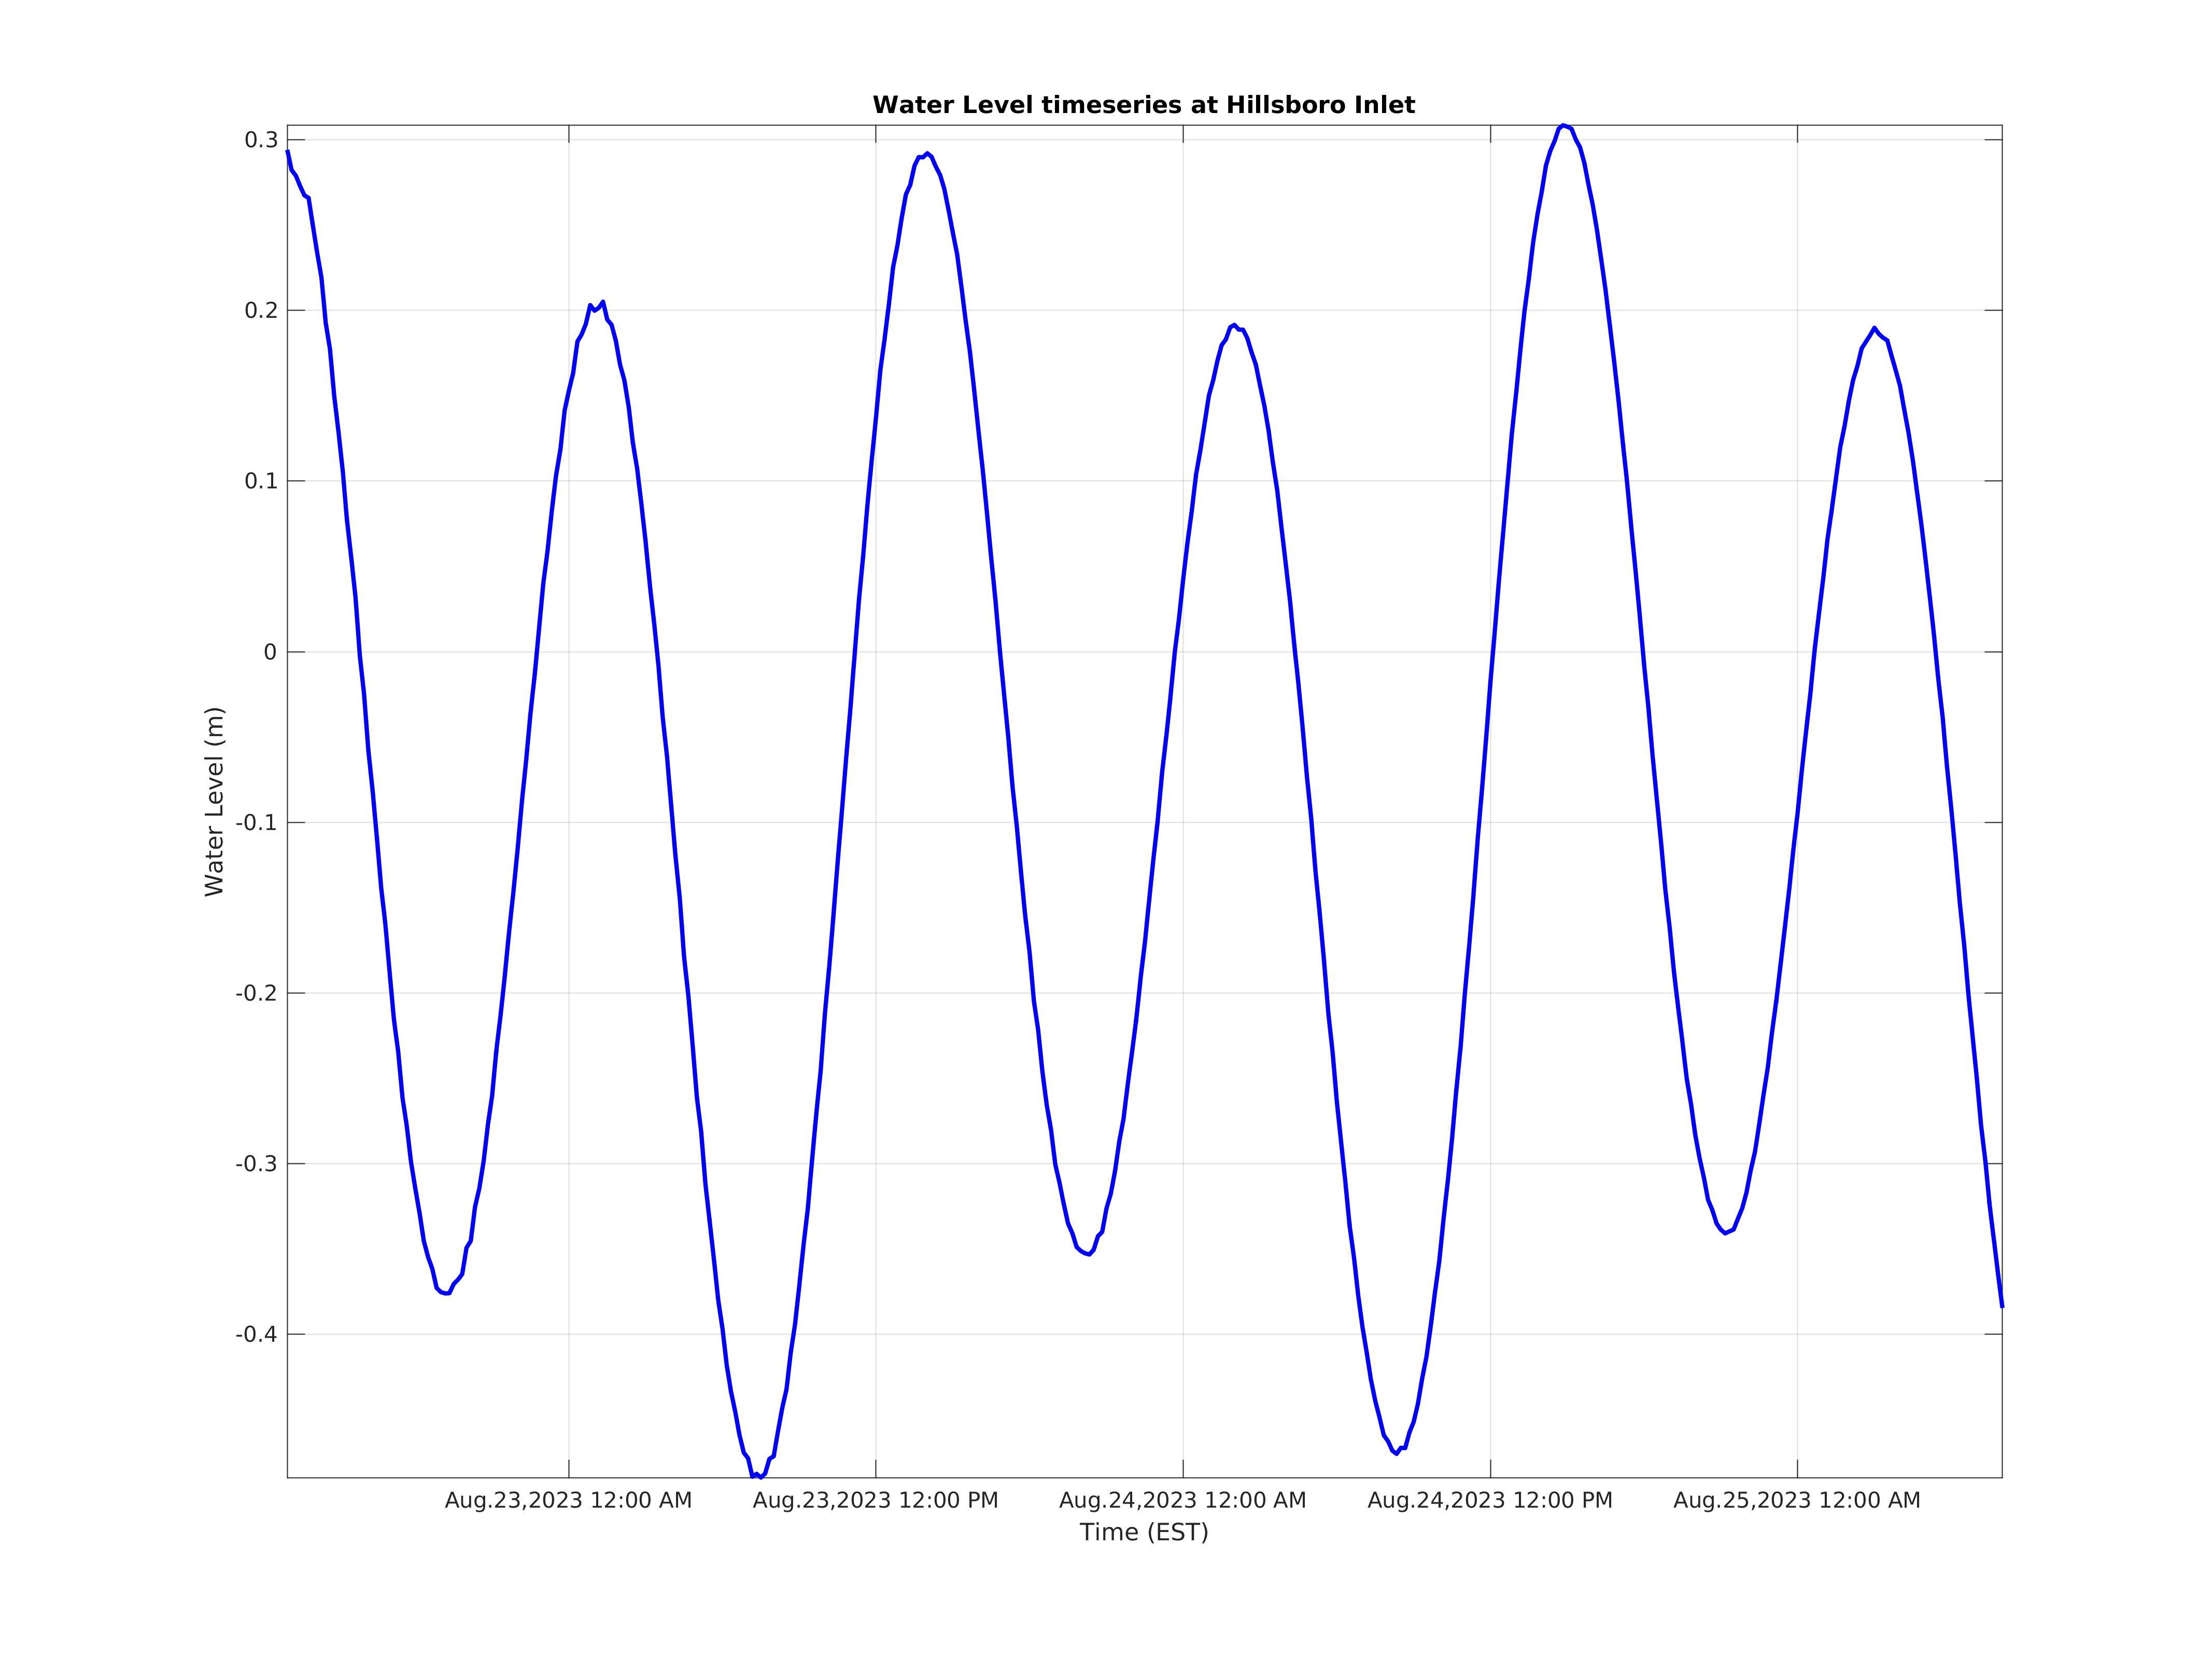 Water Level timeseries at Hillsboro Inlet
0.3
0.2
0.1
0
-0.1
-0.2
-0.3
-0.4
Water Level (m)
Aug.23,2023 12:00 AM
Aug.23,2023 12:00 PM
Aug.24,2023 12:00 AM
Aug.24,2023 12:00 PM
Aug.25,2023 12:00 AM
Time (EST)